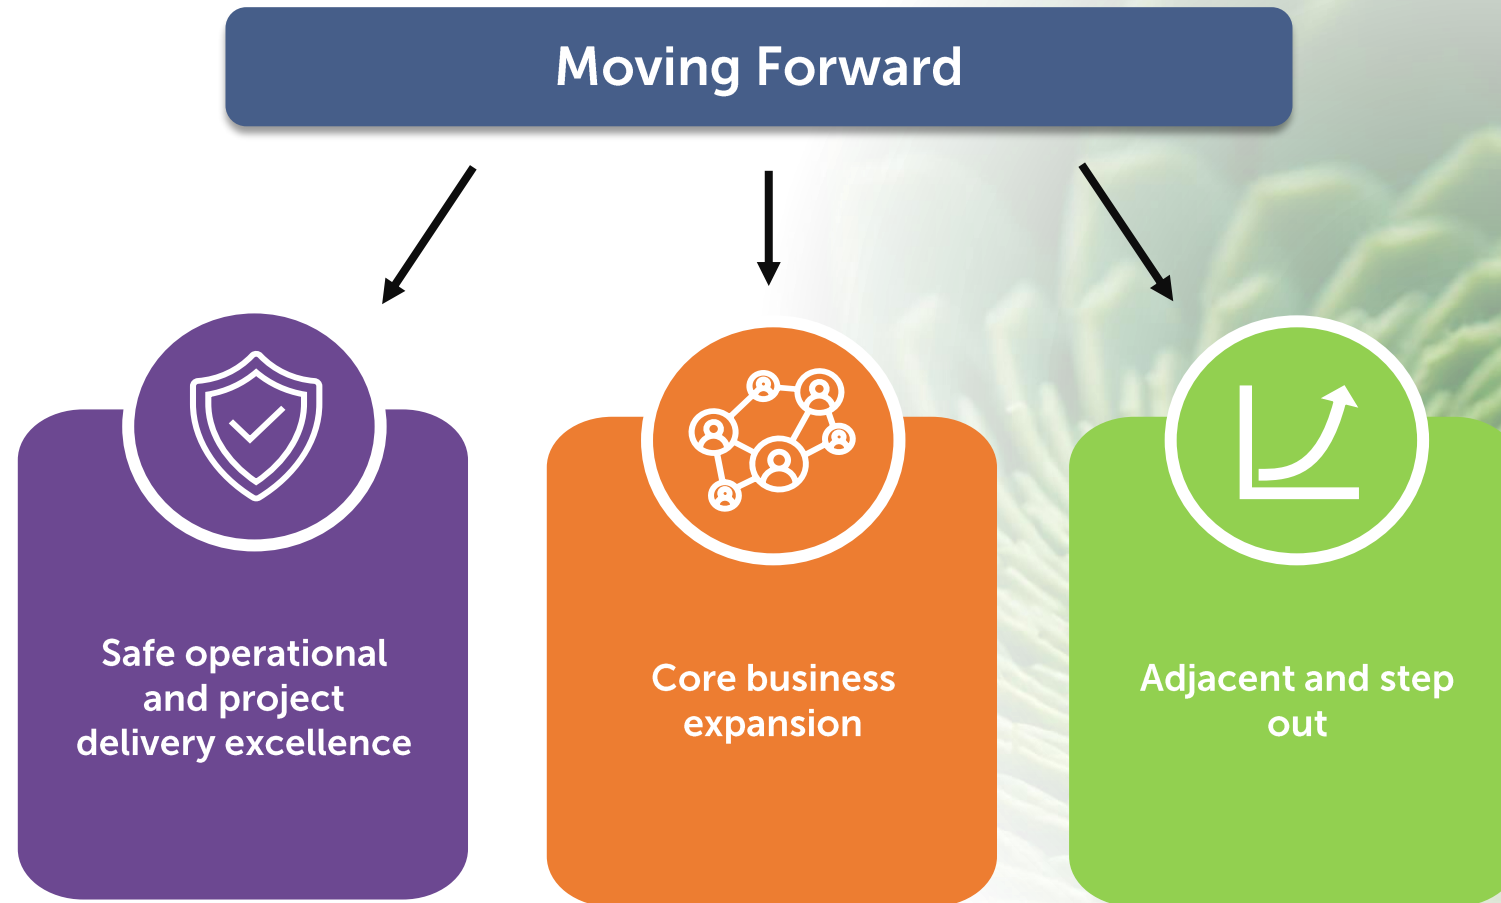 Moving Forward
Safe operational
and project
delivery excellence
Core business
expansion
Adjacent and step
out